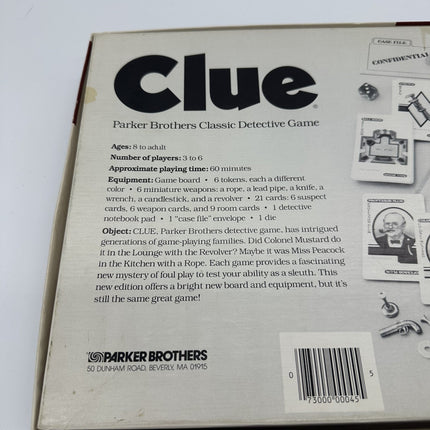 Clue®
Parker Brothers Classic Detective Game
Ages: 8 to adult
Number of players: 3 to 6
Approximate playing time: 60 minutes
Equipment: Game board • 6 tokens, each a different
color • 6 miniature weapons: a rope, a lead pipe, a knife, a
wrench, a candlestick, and a revolver • 21 cards: 6 suspect
cards, 6 weapon cards, and 9 room cards • 1 detective
notebook pad • 1 "case file" envelope • 1 die
Object: CLUE, Parker Brothers detective game, has intrigued
generations of game-playing families. Did Colonel Mustard do
it in the Lounge with the Revolver? Maybe it was Miss Peacock
in the Kitchen with a Rope. Each game provides a fascinating
new mystery of foul play to test your ability as a sleuth. This
new edition offers a bright new board and equipment, but it's
still the same great game!
PARKER BROTHERS
50 DUNHAM ROAD, BEVERLY, MA 01915
0 73000 00045 5
CASE FILE
CONFIDENTIAL